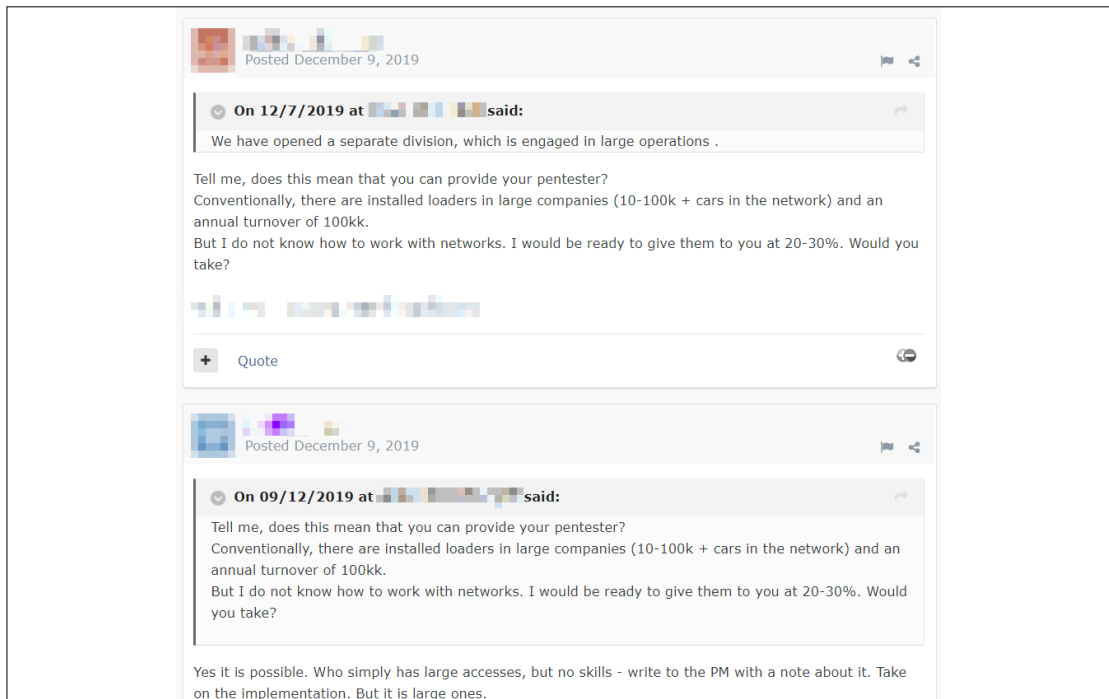 Posted December 9, 2019
On 12/7/2019 at said:
We have opened a separate division, which is engaged in large operations .
Tell me, does this mean that you can provide your pentester?
Conventionally, there are installed loaders in large companies (10-100k + cars in the network) and an
annual turnover of 100kk.
But I do not know how to work with networks. I would be ready to give them to you at 20-30%. Would you
take?
+ Quote
Posted December 9, 2019
On 09/12/2019 at said:
Tell me, does this mean that you can provide your pentester?
Conventionally, there are installed loaders in large companies (10-100k + cars in the network) and an
annual turnover of 100kk.
But I do not know how to work with networks. I would be ready to give them to you at 20-30%. Would
you take?
Yes it is possible. Who simply has large accesses, but no skills - write to the PM with a note about it. Take
on the implementation. But it is large ones.